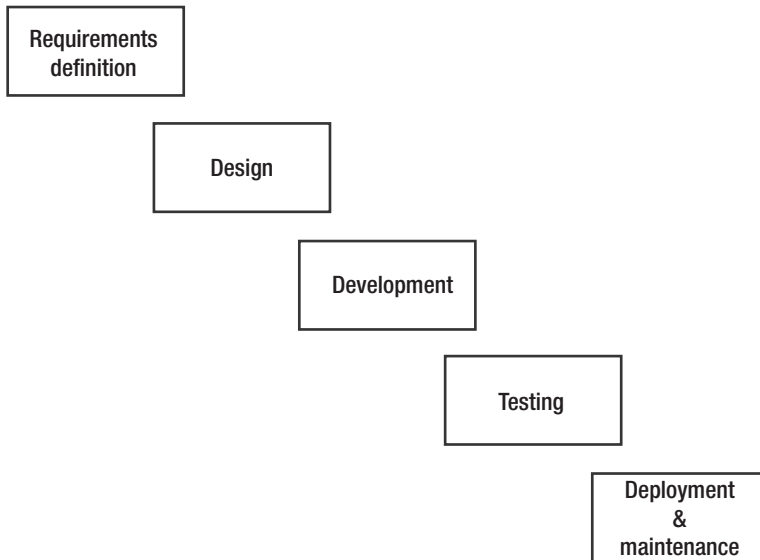 Requirements
definition
Design
Development
Testing
Deployment
&
maintenance